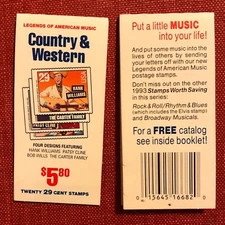 LEGENDS OF AMERICAN MUSIC
Country &
Western
29
HANK
WILLIAMS
THE CARTER FAMILY
PATSY CLINE
BOB WILLS
$5.80
FOUR DESIGNS FEATURING
HANK WILLIAMS PATSY CLINE
BOB WILLS THE CARTER FAMILY
TWENTY 29 CENT STAMPS
Put a little MUSIC
into your life!
And put some music into the
lives of others by sending
your letters off with our new
Legends of American Music
postage stamps.
Don't miss out on the other
1993 Stamps Worth Saving
in this series:
Rock & Roll/Rhythm & Blues
(which includes the Elvis stamp)
and Broadway Musicals.
For a FREE catalog
see inside booklet!
0 15645 16682 0